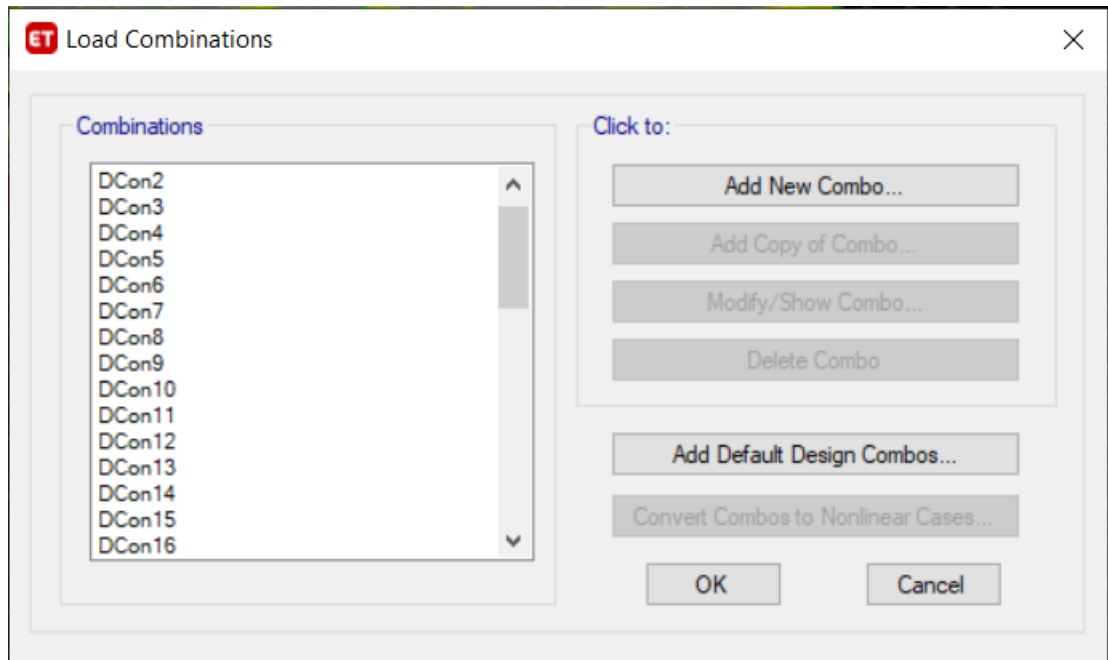 ET Load Combinations
Combinations
DCon2
DCon3
DCon4
DCon5
DCon6
DCon7
DCon8
DCon9
DCon10
DCon11
DCon12
DCon13
DCon14
DCon15
DCon16
Click to:
Add New Combo...
Add Copy of Combo...
Modify/Show Combo...
Delete Combo
Add Default Design Combos...
Convert Combos to Nonlinear Cases...
OK Cancel